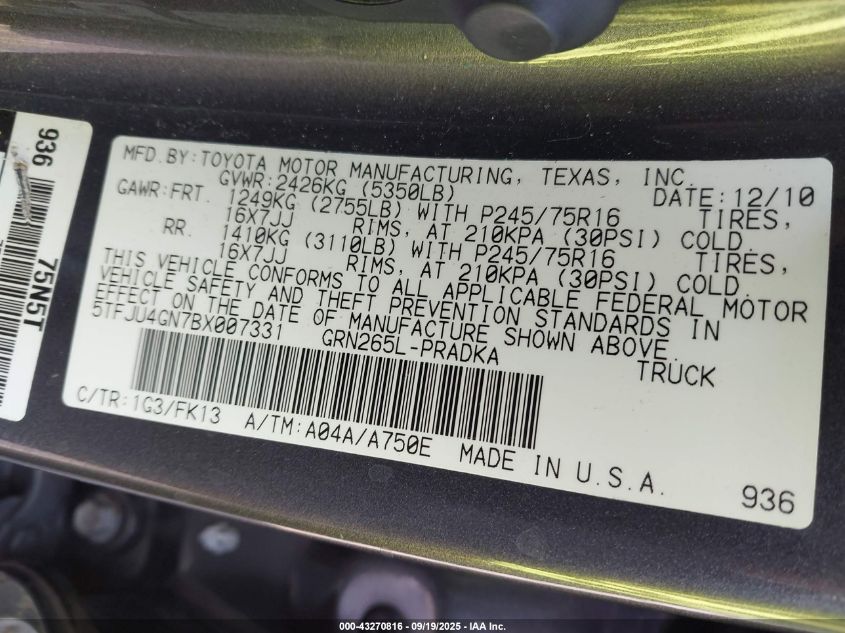 MFD.BY:TOYOTA MOTOR MANUFACTURING, TEXAS, INC.
GVWR:2426KG (5350LB) DATE:12/10
GAWR:FRT. 1249KG (2755LB) WITH P245/75R16 TIRES,
16X7JJ RIMS, AT 210KPA (30PSI) COLD.
RR. 1410KG (3110LB) WITH P245/75R16 TIRES,
16X7JJ RIMS, AT 210KPA (30PSI) COLD
THIS VEHICLE CONFORMS TO ALL APPLICABLE FEDERAL MOTOR
VEHICLE SAFETY AND THEFT PREVENTION STANDARDS IN
EFFECT ON THE DATE OF MANUFACTURE SHOWN ABOVE.
5TFJU4GN7BX007331 GRN265L-PRADKA TRUCK
C/TR:1G3/FK13 A/TM:A04A/A750E MADE IN U.S.A.
936
936
75N5T
000-43270816 - 09/19/2025 - IAA Inc.